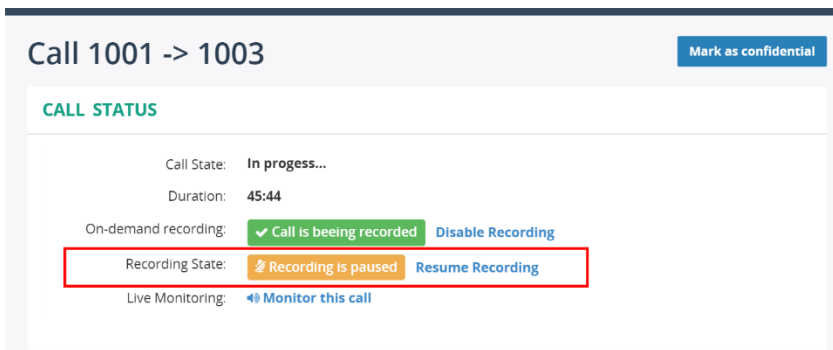 Call 1001 -> 1003
Mark as confidential
CALL STATUS
Call State: In progess...
Duration: 45:44
On-demand recording: Call is beeing recorded Disable Recording
Recording State: Recording is paused Resume Recording
Live Monitoring: Monitor this call